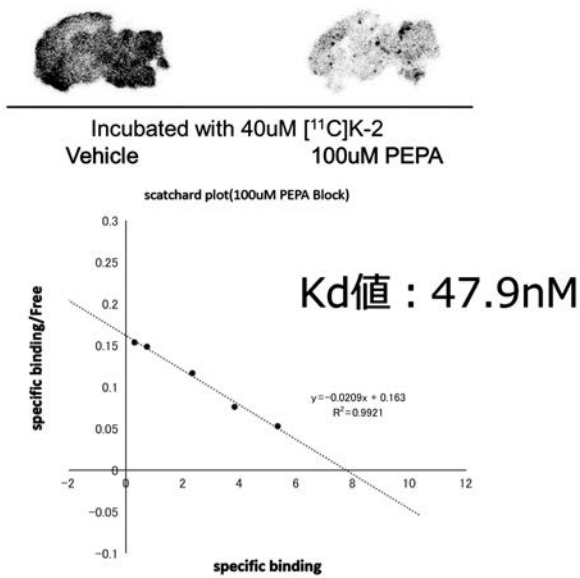 Incubated with 40uM [¹¹C]K-2
Vehicle 100uM PEPA
scatchard plot(100uM PEPA Block)
Kd値：47.9nM
specific binding/Free
0.3
0.25
0.2
0.15
0.1
0.05
0
-0.05
-0.1
y=-0.0209x + 0.163
R²=0.9921
-2 0 2 4 6 8 10 12
specific binding